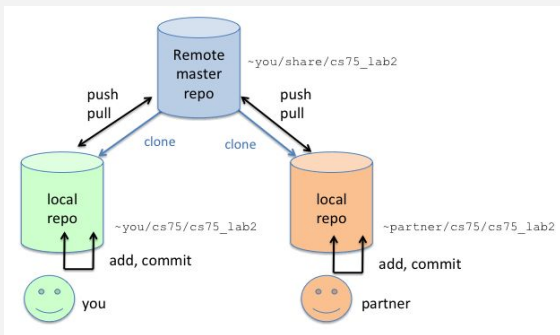 Remote
master
repo
~you/share/cs75_lab2
push
pull
push
pull
clone
clone
local
repo
~you/cs75/cs75_lab2
local
repo
~partner/cs75/cs75_lab2
add, commit
add, commit
you
partner